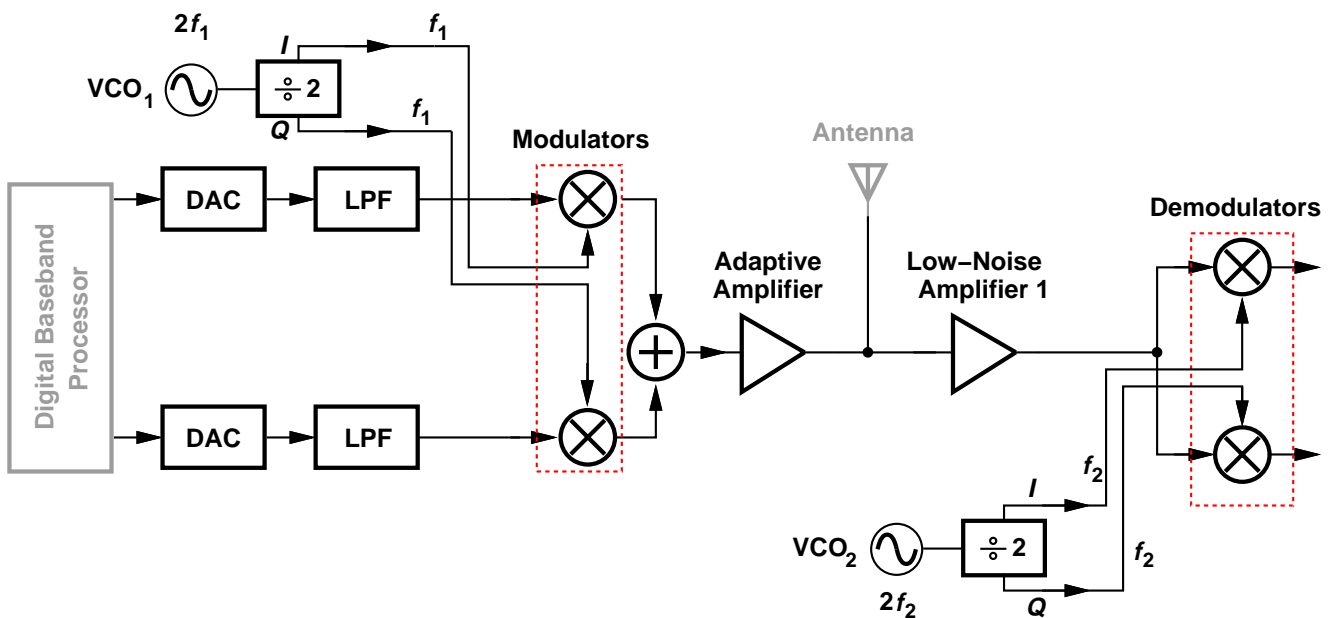 2f1
VCO1
÷ 2
I
f1
Q
f1
Digital Baseband
Processor
DAC
LPF
DAC
LPF
Modulators
Adaptive
Amplifier
Antenna
Low–Noise
Amplifier 1
Demodulators
VCO2
2f2
÷ 2
I
f2
Q
f2